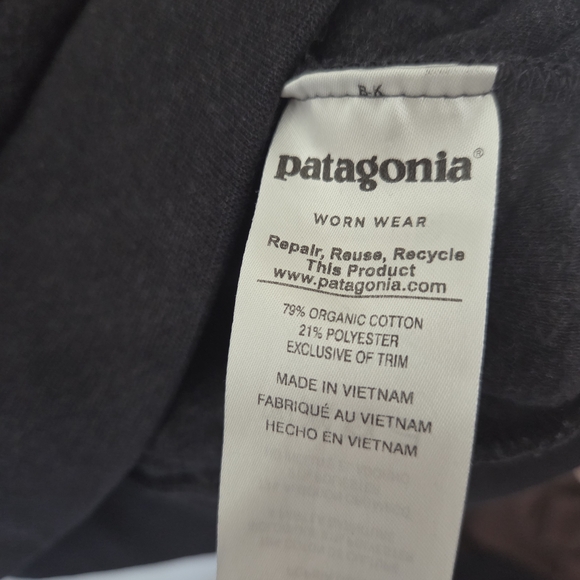 B-K
patagonia®
WORN WEAR
Repair, Reuse, Recycle
This Product
www.patagonia.com
79% ORGANIC COTTON
21% POLYESTER
EXCLUSIVE OF TRIM
MADE IN VIETNAM
FABRIQUÉ AU VIETNAM
HECHO EN VIETNAM